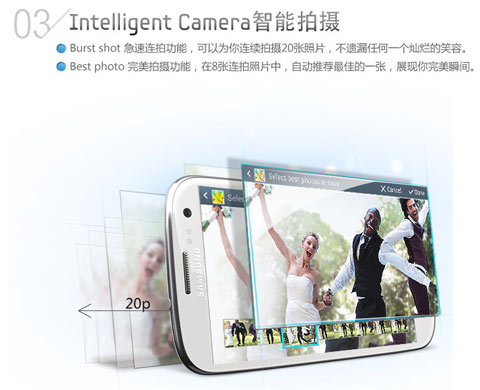 03 Intelligent Camera智能拍摄
Burst shot 急速连拍功能，可以为你连续拍摄20张照片，不遗漏任何一个灿烂的笑容。
Best photo 完美拍摄功能，在8张连拍照片中，自动推荐最佳的一张，展现你完美瞬间。
Select best photos to save
Cancel
Done
Selec
SAMSUNG
20p